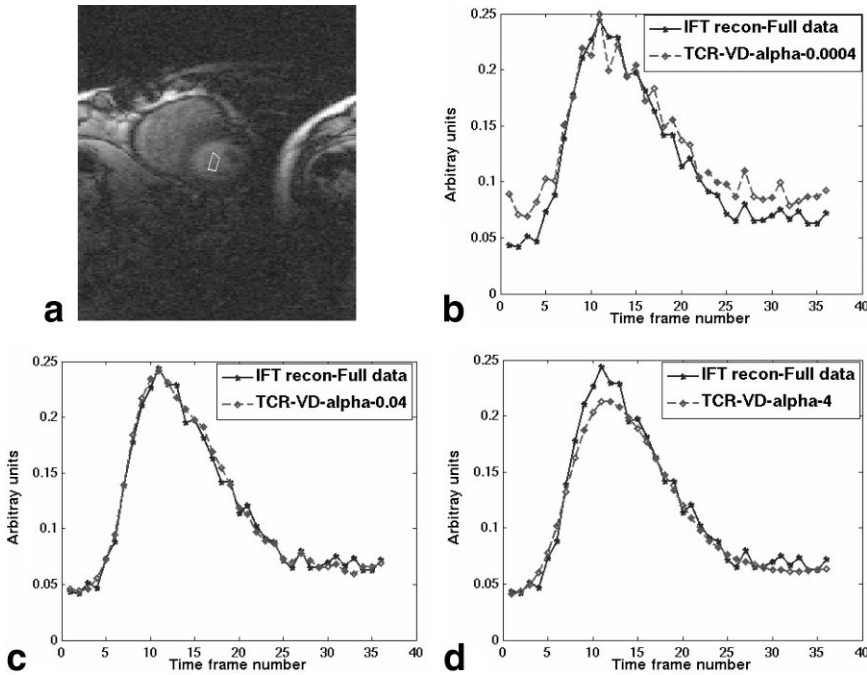 a
b
IFT recon-Full data
TCR-VD-alpha-0.0004
Arbitray units
0.25
0.2
0.15
0.1
0.05
0
0 5 10 15 20 25 30 35 40
Time frame number
c
IFT recon-Full data
TCR-VD-alpha-0.04
Arbitray units
0.25
0.2
0.15
0.1
0.05
0
0 5 10 15 20 25 30 35 40
Time frame number
d
IFT recon-Full data
TCR-VD-alpha-4
Arbitray units
0.25
0.2
0.15
0.1
0.05
0
0 5 10 15 20 25 30 35 40
Time frame number